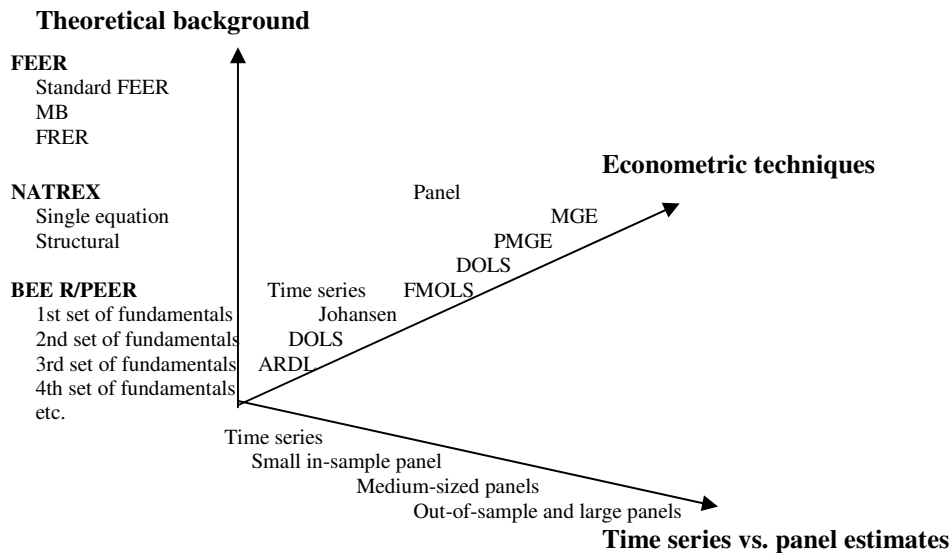 Theoretical background
FEER
Standard FEER
MB
FRER
NATREX
Single equation
Structural
BEE R/PEER
1st set of fundamentals
2nd set of fundamentals
3rd set of fundamentals
4th set of fundamentals
etc.
Econometric techniques
Panel
MGE
PMGE
DOLS
FMOLS
Time series
Johansen
DOLS
ARDL
Time series
Small in-sample panel
Medium-sized panels
Out-of-sample and large panels
Time series vs. panel estimates